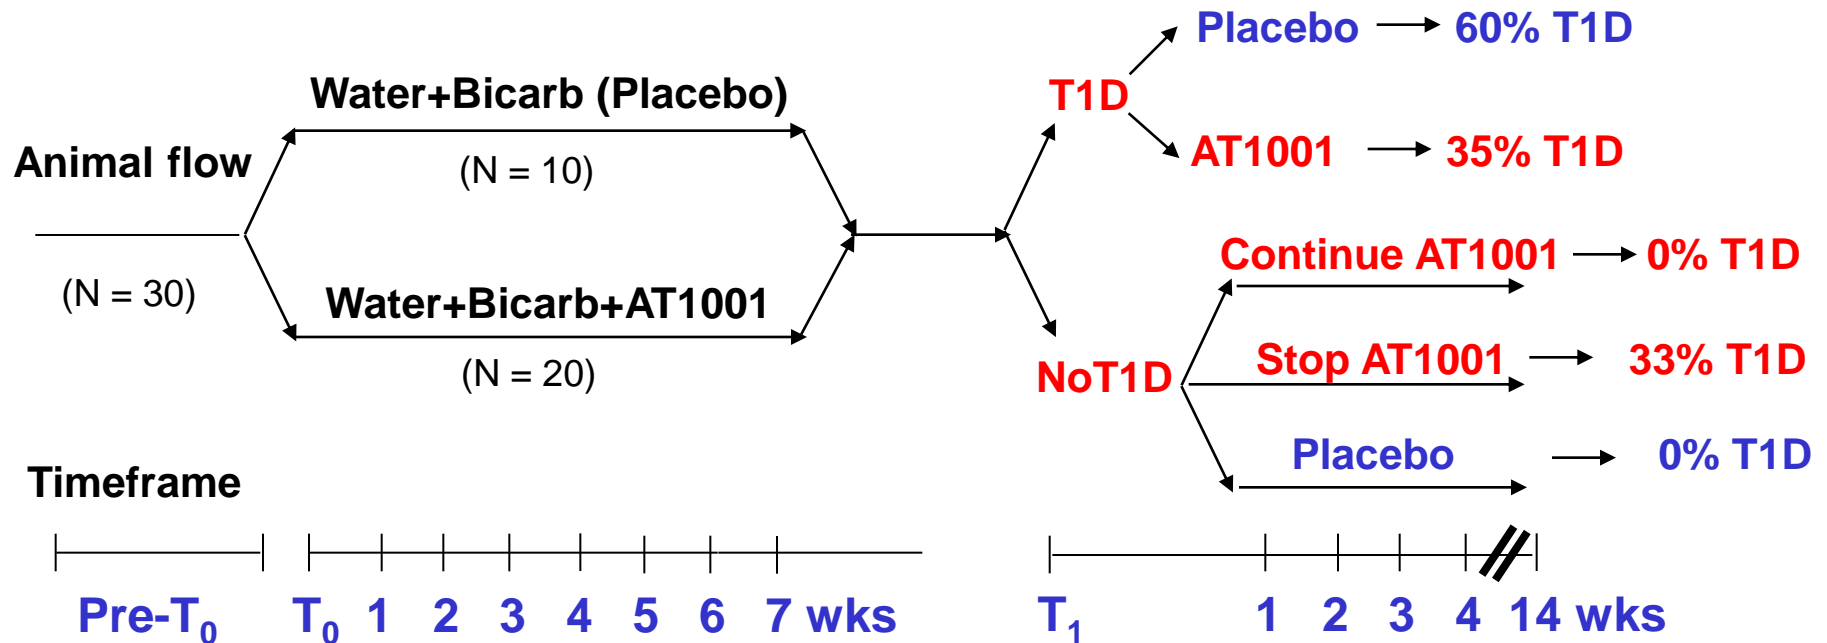 Placebo 60% T1D
Water+Bicarb (Placebo)
T1D
Animal flow
(N = 10)
AT1001 35% T1D
Continue AT1001 0% T1D
(N = 30)
Water+Bicarb+AT1001
Stop AT1001 33% T1D
(N = 20)
NoT1D
Placebo 0% T1D
Timeframe
Pre-T0 T0 1 2 3 4 5 6 7 wks T1 1 2 3 4 14 wks